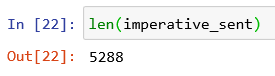 In [22]: len(imperative_sent)
Out[22]: 5288